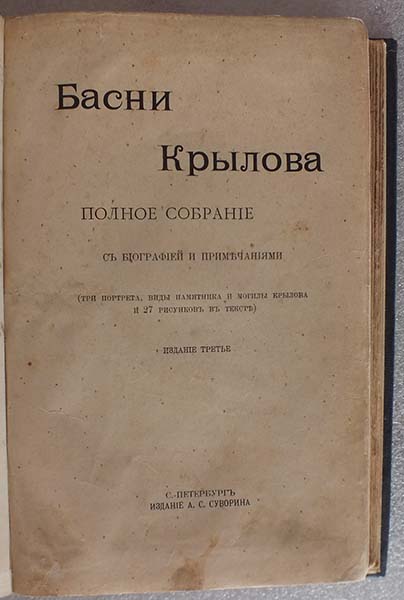 Басни
Крылова
ПОЛНОЕ СОБРАНІЕ
СЪ БІОГРАФІЕЙ И ПРИМѢЧАНІЯМИ
(ТРИ ПОРТРЕТА, ВИДЫ ПАМЯТНИКА И МОГИЛЫ КРЫЛОВА
И 27 РИСУНКОВЪ ВЪ ТЕКСТѢ)
ИЗДАНІЕ ТРЕТЬЕ
С.-ПЕТЕРБУРГЪ
ИЗДАНІЕ А. С. СУВОРИНА